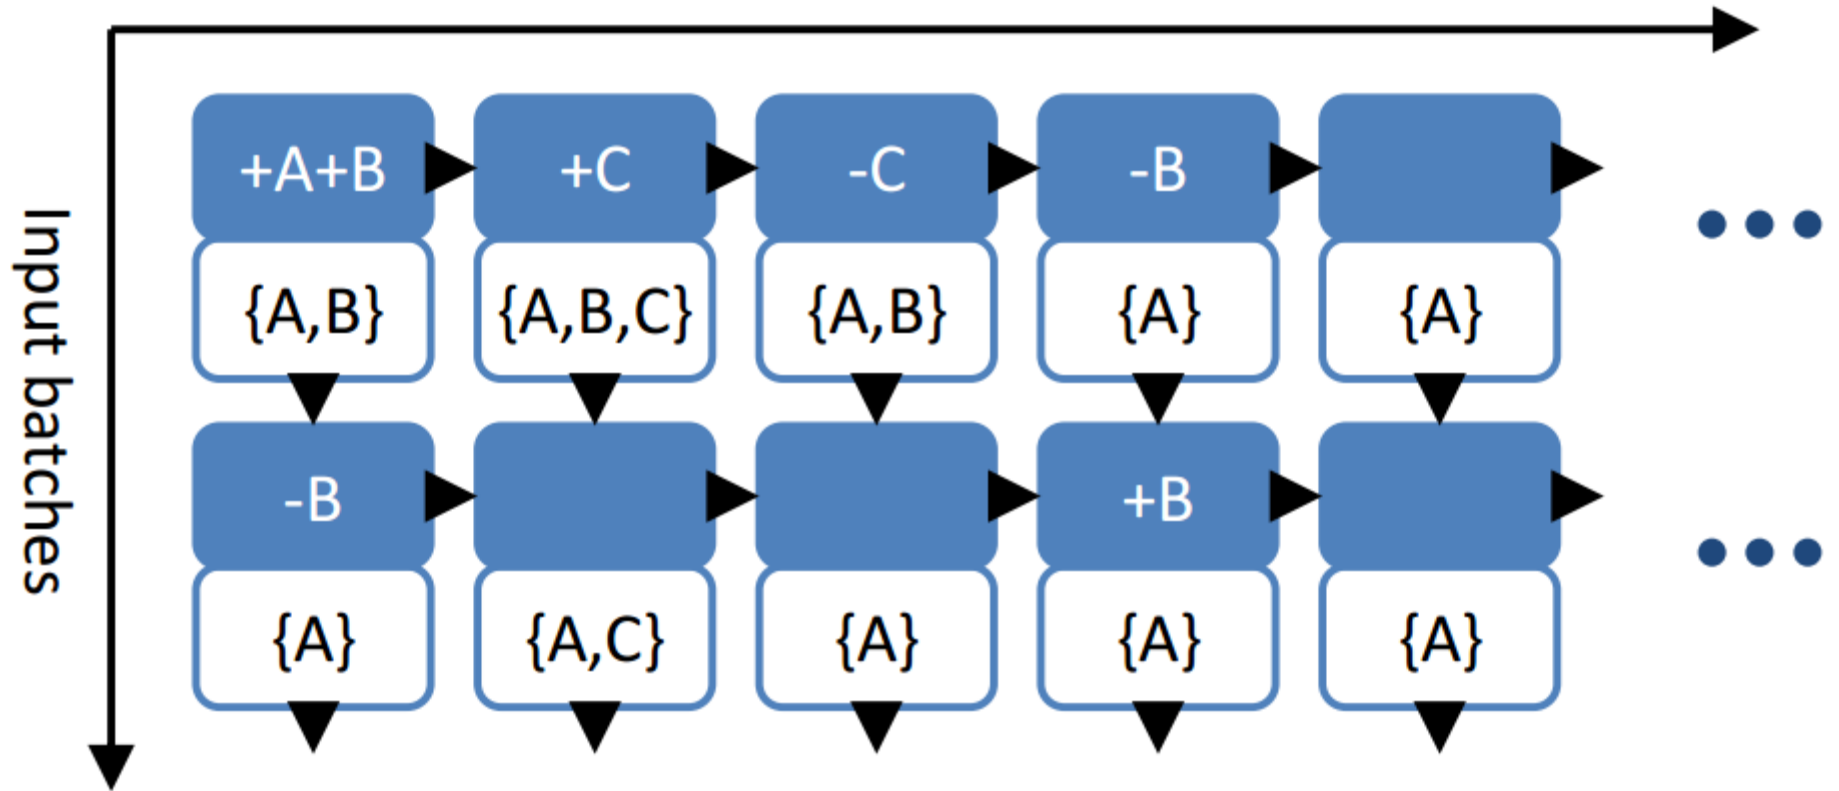 +A+B +C -C -B
{A,B} {A,B,C} {A,B} {A} {A}
Input batches
-B +B
{A} {A,C} {A} {A} {A}